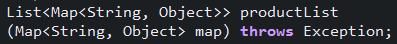 List<Map<String, Object>> productList
(Map<String, Object> map) throws Exception;